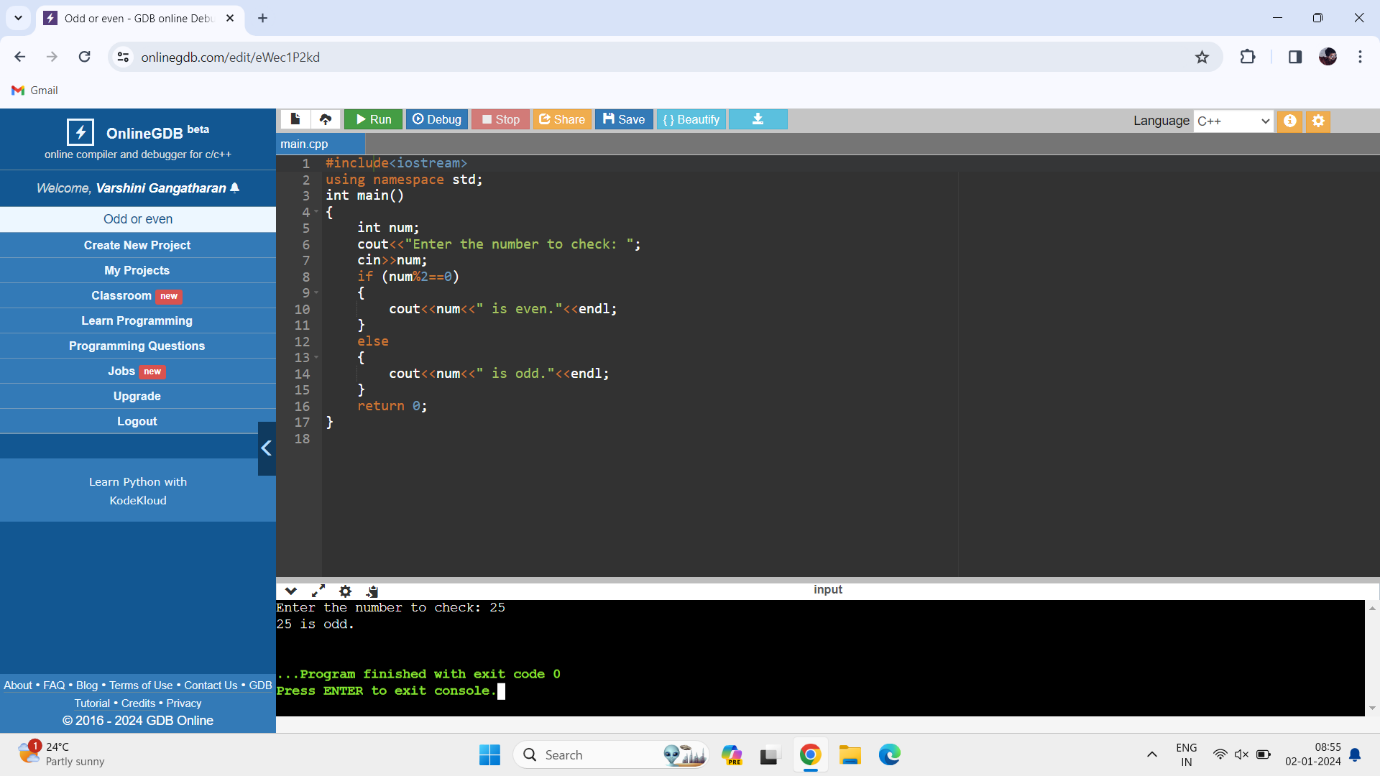 Odd or even - GDB online Debu
onlinegdb.com/edit/eWec1P2kd
Gmail
OnlineGDB beta
online compiler and debugger for c/c++
Welcome, Varshini Gangatharan
Odd or even
Create New Project
My Projects
Classroom new
Learn Programming
Programming Questions
Jobs new
Upgrade
Logout
Learn Python with
KodeKloud
About • FAQ • Blog • Terms of Use • Contact Us • GDB
Tutorial • Credits • Privacy
© 2016 - 2024 GDB Online
Run Debug Stop Share Save { } Beautify
Language C++
main.cpp
1 #include<iostream>
2 using namespace std;
3 int main()
4 {
5     int num;
6     cout<<"Enter the number to check: ";
7     cin>>num;
8     if (num%2==0)
9     {
10         cout<<num<<" is even."<<endl;
11     }
12     else
13     {
14         cout<<num<<" is odd."<<endl;
15     }
16     return 0;
17 }
18
input
Enter the number to check: 25
25 is odd.
...Program finished with exit code 0
Press ENTER to exit console.
1
24°C
Partly sunny
Search
PRE
ENG
IN
08:55
02-01-2024